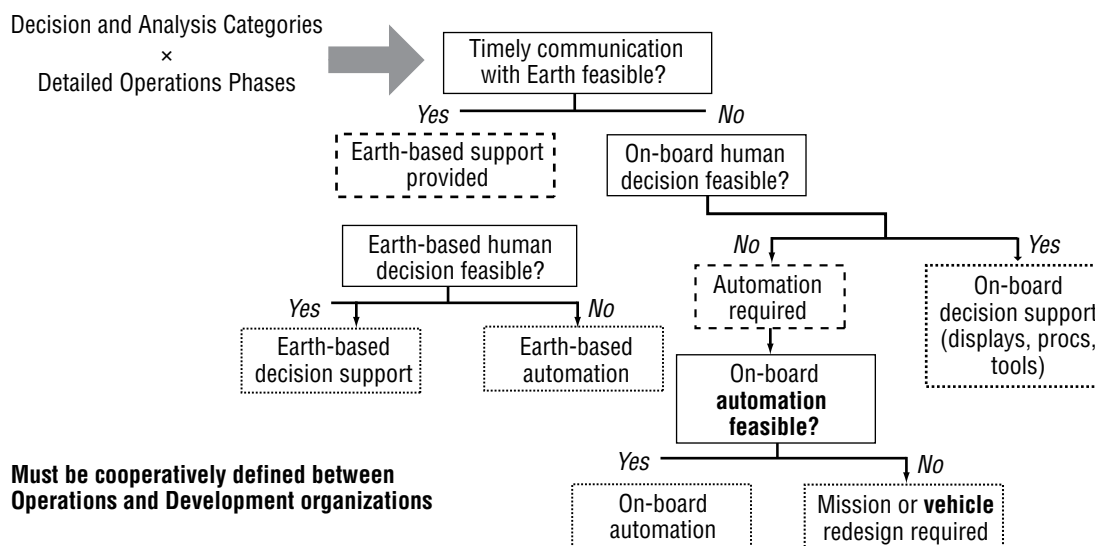 Decision and Analysis Categories
×
Detailed Operations Phases
Timely communication
with Earth feasible?
Yes
No
Earth-based support
provided
On-board human
decision feasible?
Earth-based human
decision feasible?
No
Yes
Automation
required
On-board
decision support
(displays, procs,
tools)
Yes
No
Earth-based
decision support
Earth-based
automation
On-board
automation
feasible?
Must be cooperatively defined between
Operations and Development organizations
Yes
No
On-board
automation
Mission or vehicle
redesign required